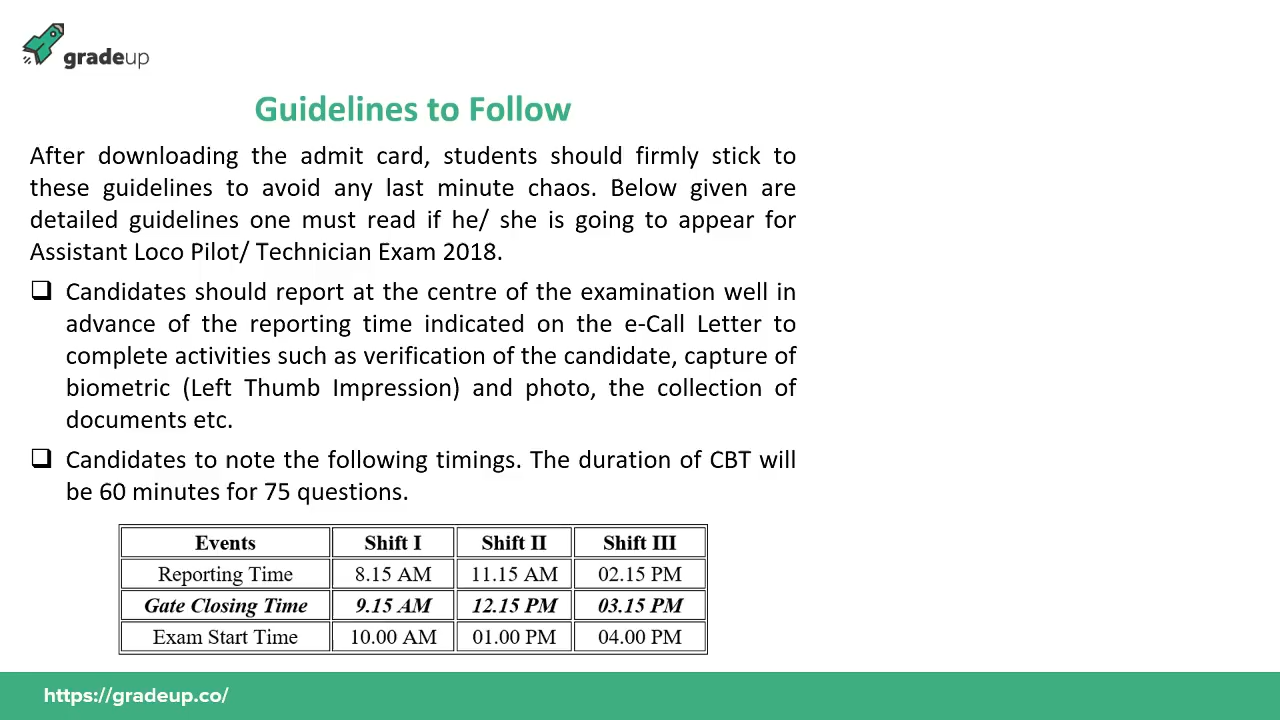 gradeup
Guidelines to Follow
After downloading the admit card, students should firmly stick to
these guidelines to avoid any last minute chaos. Below given are
detailed guidelines one must read if he/ she is going to appear for
Assistant Loco Pilot/ Technician Exam 2018.
Candidates should report at the centre of the examination well in
advance of the reporting time indicated on the e-Call Letter to
complete activities such as verification of the candidate, capture of
biometric (Left Thumb Impression) and photo, the collection of
documents etc.
Candidates to note the following timings. The duration of CBT will
be 60 minutes for 75 questions.
Events Shift I Shift II Shift III
Reporting Time 8.15 AM 11.15 AM 02.15 PM
Gate Closing Time 9.15 AM 12.15 PM 03.15 PM
Exam Start Time 10.00 AM 01.00 PM 04.00 PM
https://gradeup.co/